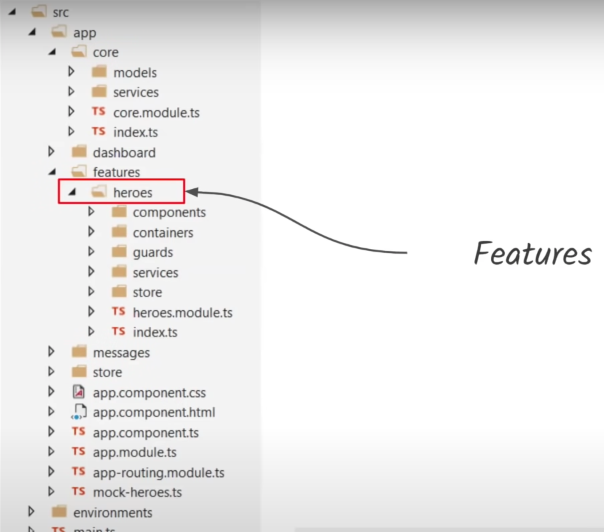 src
app
core
models
services
TS core.module.ts
TS index.ts
dashboard
features
heroes
components
containers
guards
services
store
TS heroes.module.ts
TS index.ts
messages
store
app.component.css
app.component.html
TS app.component.ts
TS app.module.ts
TS app-routing.module.ts
TS mock-heroes.ts
environments
TS main.ts
Features